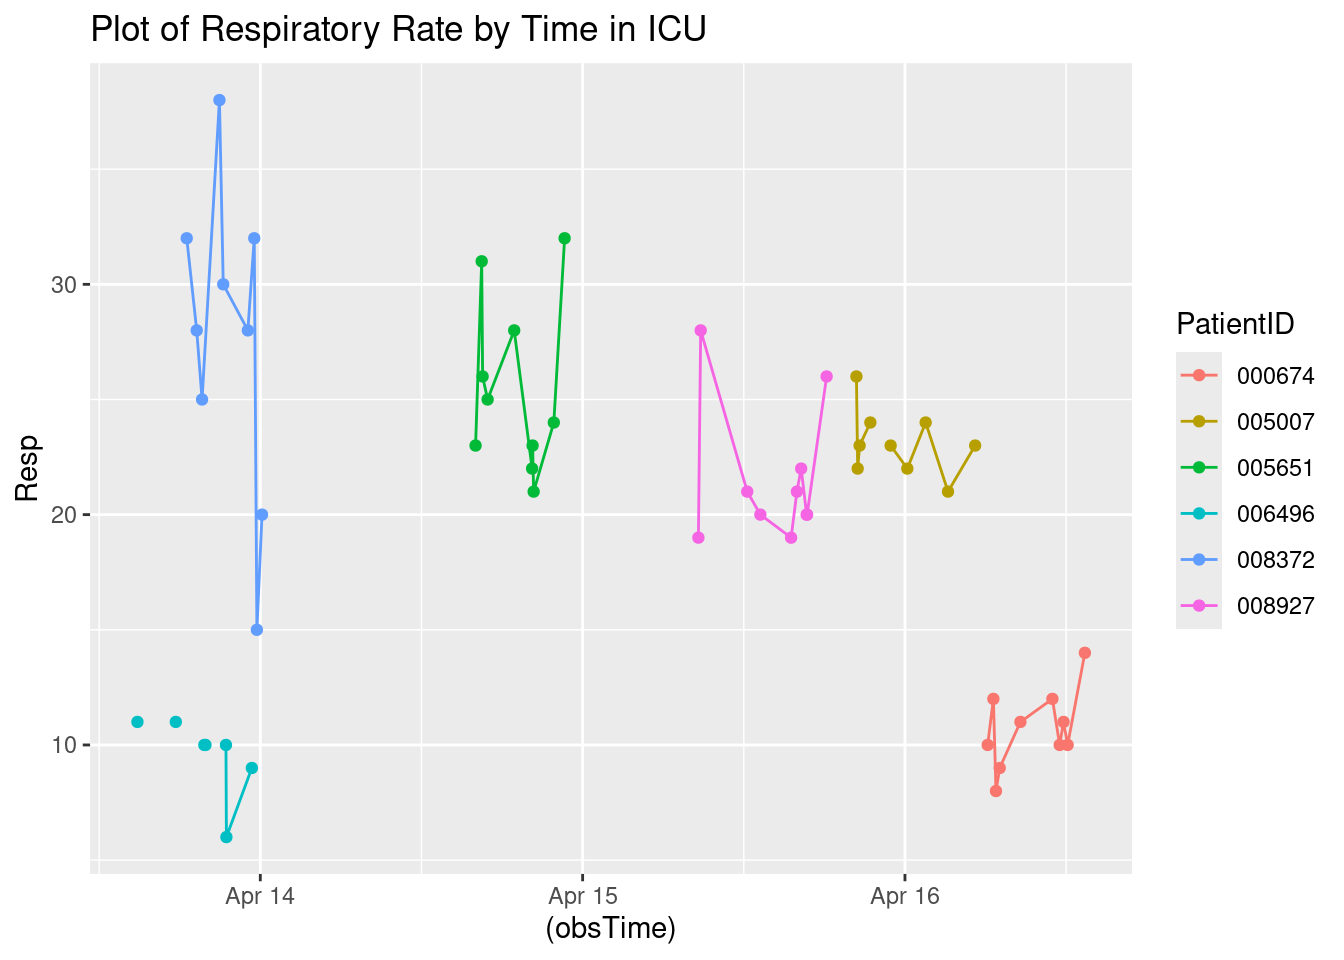 Plot of Respiratory Rate by Time in ICU
Resp
30
20
10
Apr 14
Apr 15
Apr 16
(obsTime)
PatientID
000674
005007
005651
006496
008372
008927